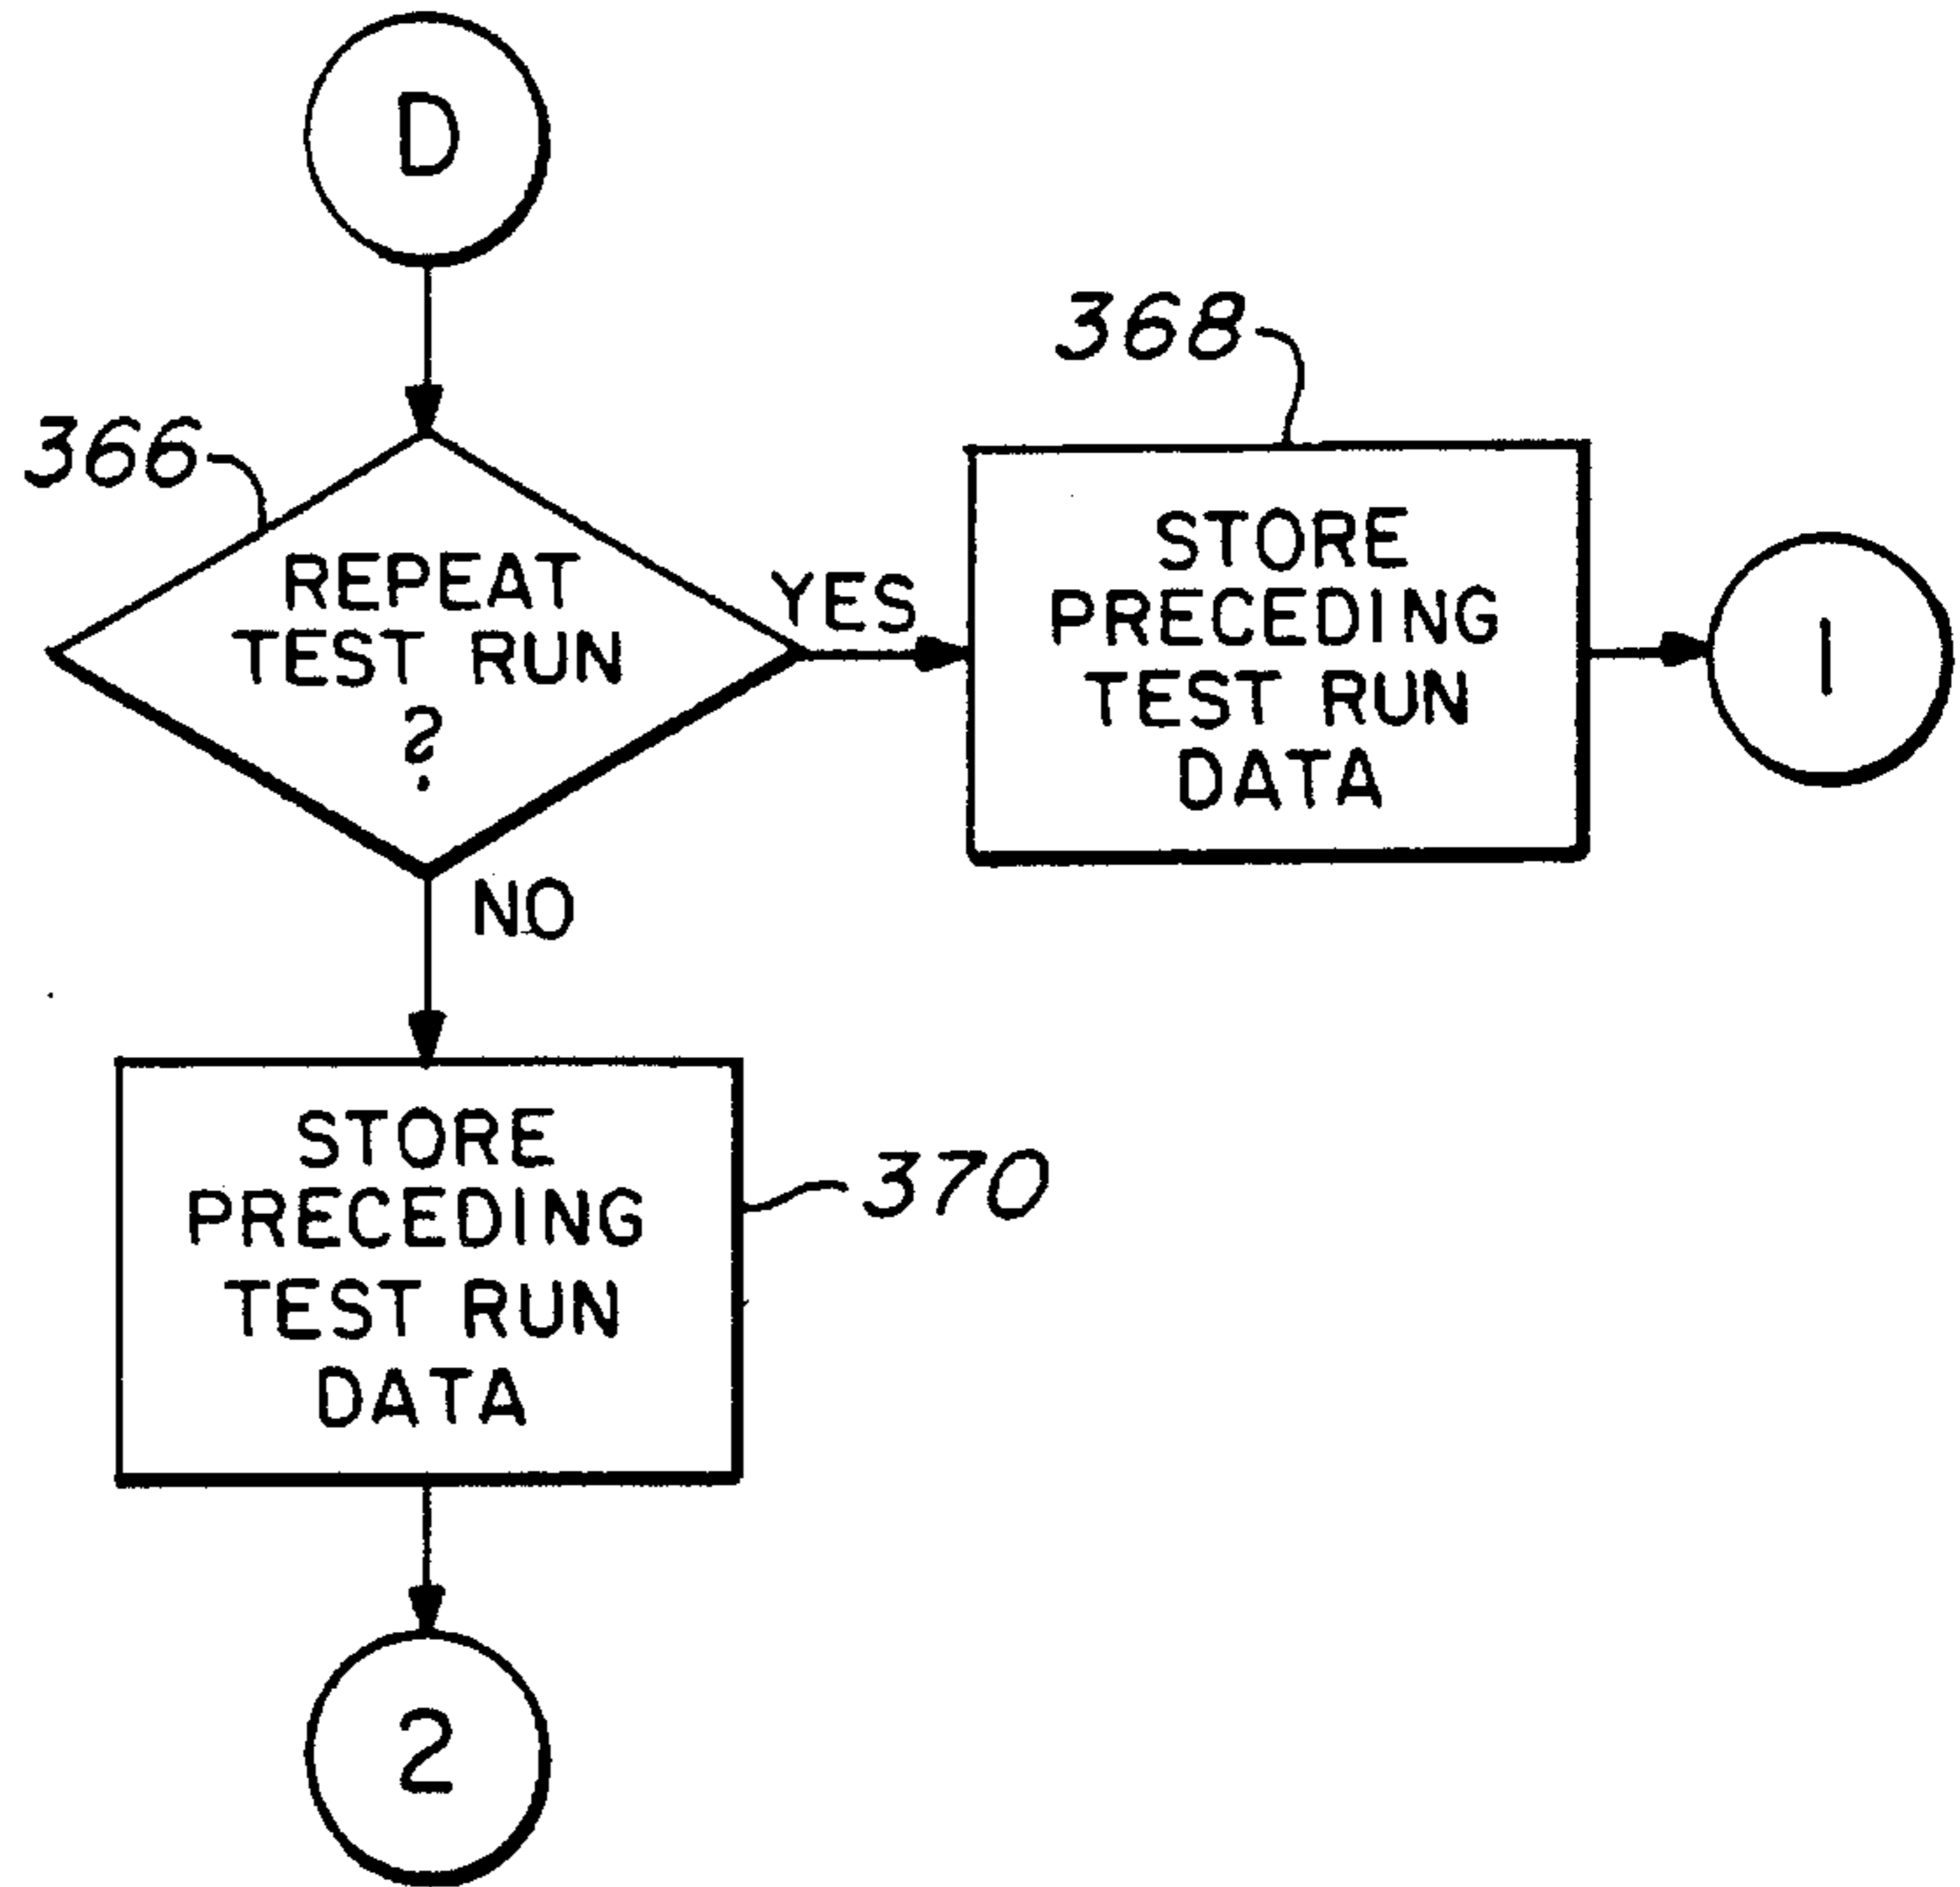 D
366
REPEAT
TEST RUN
?
YES
368
STORE
PRECEDING
TEST RUN
DATA
1
NO
STORE
PRECEDING
TEST RUN
DATA
370
2